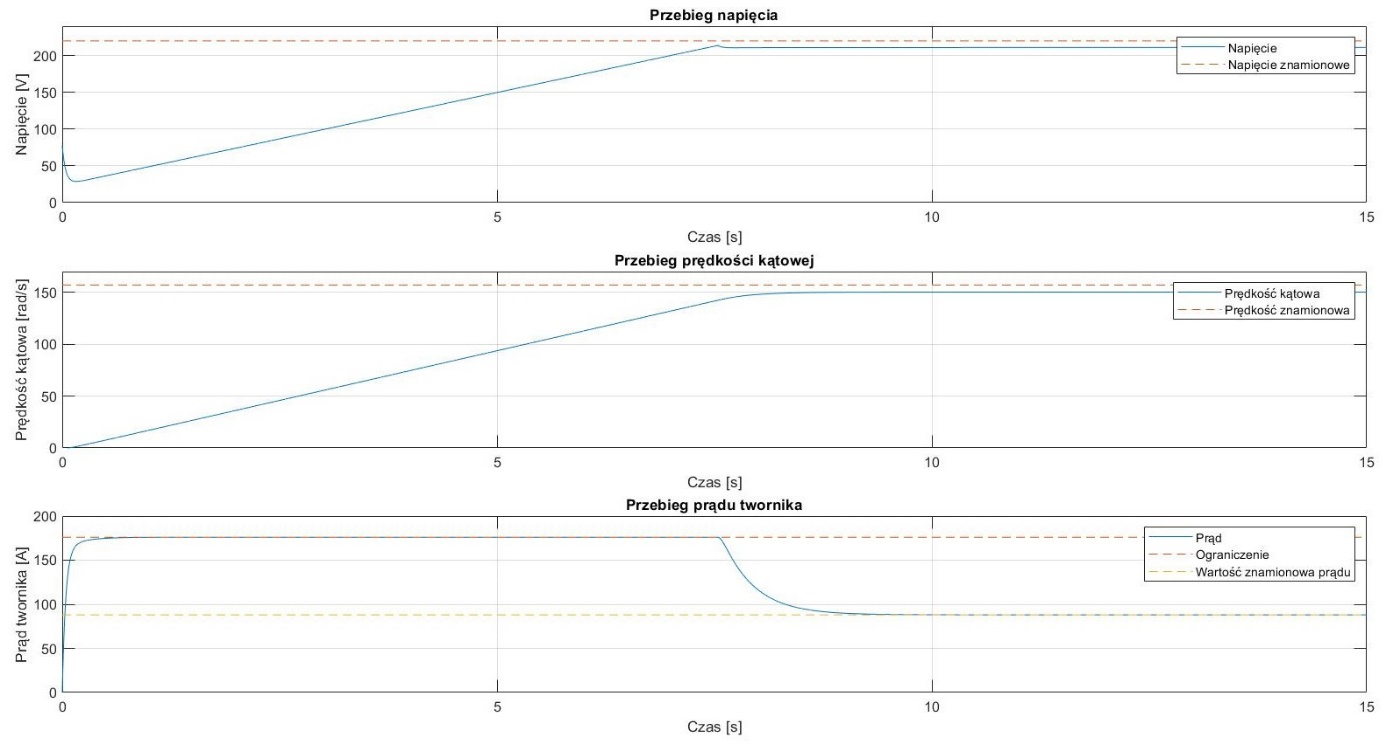 Przebieg napięcia
200
150
100
50
0
Napięcie [V]
Napięcie
Napięcie znamionowe
0 5 10 15
Czas [s]
Przebieg prędkości kątowej
150
100
50
0
Prędkość kątowa [rad/s]
Prędkość kątowa
Prędkość znamionowa
0 5 10 15
Czas [s]
Przebieg prądu twornika
200
150
100
50
0
Prąd twornika [A]
Prąd
Ograniczenie
Wartość znamionowa prądu
0 5 10 15
Czas [s]